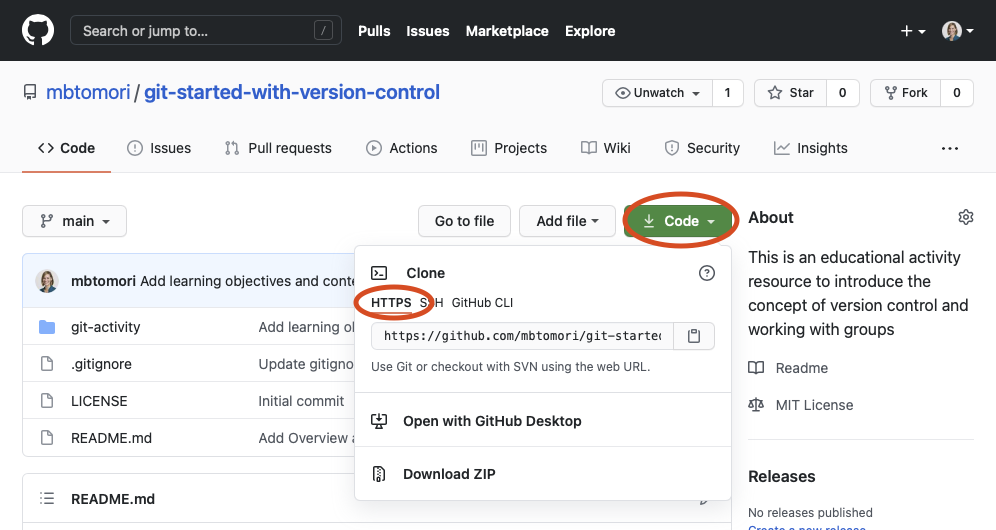 Search or jump to... /
Pulls Issues Marketplace Explore
mbtomori / git-started-with-version-control
Unwatch 1 Star 0 Fork 0
Code Issues Pull requests Actions Projects Wiki Security Insights ...
main Go to file Add file Code
About
This is an educational activity
resource to introduce the
concept of version control and
working with groups
Readme
MIT License
Releases
No releases published
Create a new release
mbtomori Add learning objectives and conte
git-activity Add learning ob
.gitignore Update gitigno
LICENSE Initial commit
README.md Add Overview a
README.md
Clone
HTTPS SSH GitHub CLI
https://github.com/mbtomori/git-started
Use Git or checkout with SVN using the web URL.
Open with GitHub Desktop
Download ZIP